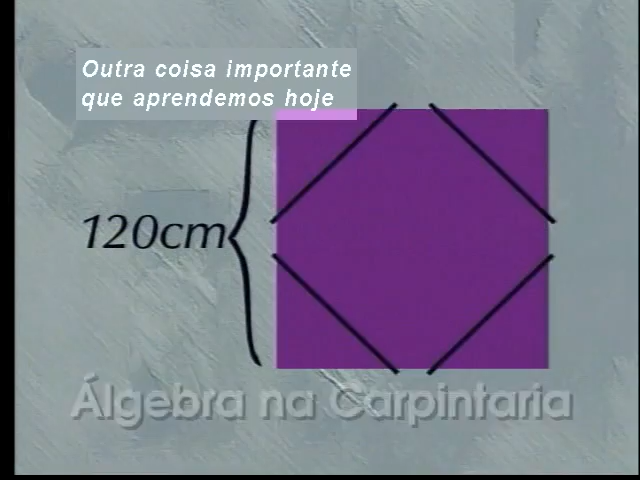 Outra coisa importante
que aprendemos hoje
120cm
Álgebra na Carpintaria